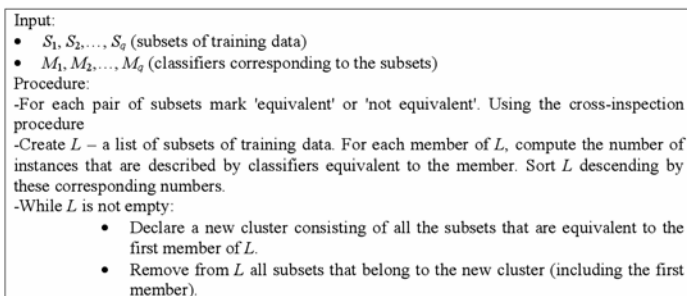 Input:
• S1, S2,…, Sq (subsets of training data)
• M1, M2,…, Mq (classifiers corresponding to the subsets)
Procedure:
-For each pair of subsets mark 'equivalent' or 'not equivalent'. Using the cross-inspection
procedure
-Create L – a list of subsets of training data. For each member of L, compute the number of
instances that are described by classifiers equivalent to the member. Sort L descending by
these corresponding numbers.
-While L is not empty:
• Declare a new cluster consisting of all the subsets that are equivalent to the
first member of L.
• Remove from L all subsets that belong to the new cluster (including the first
member).